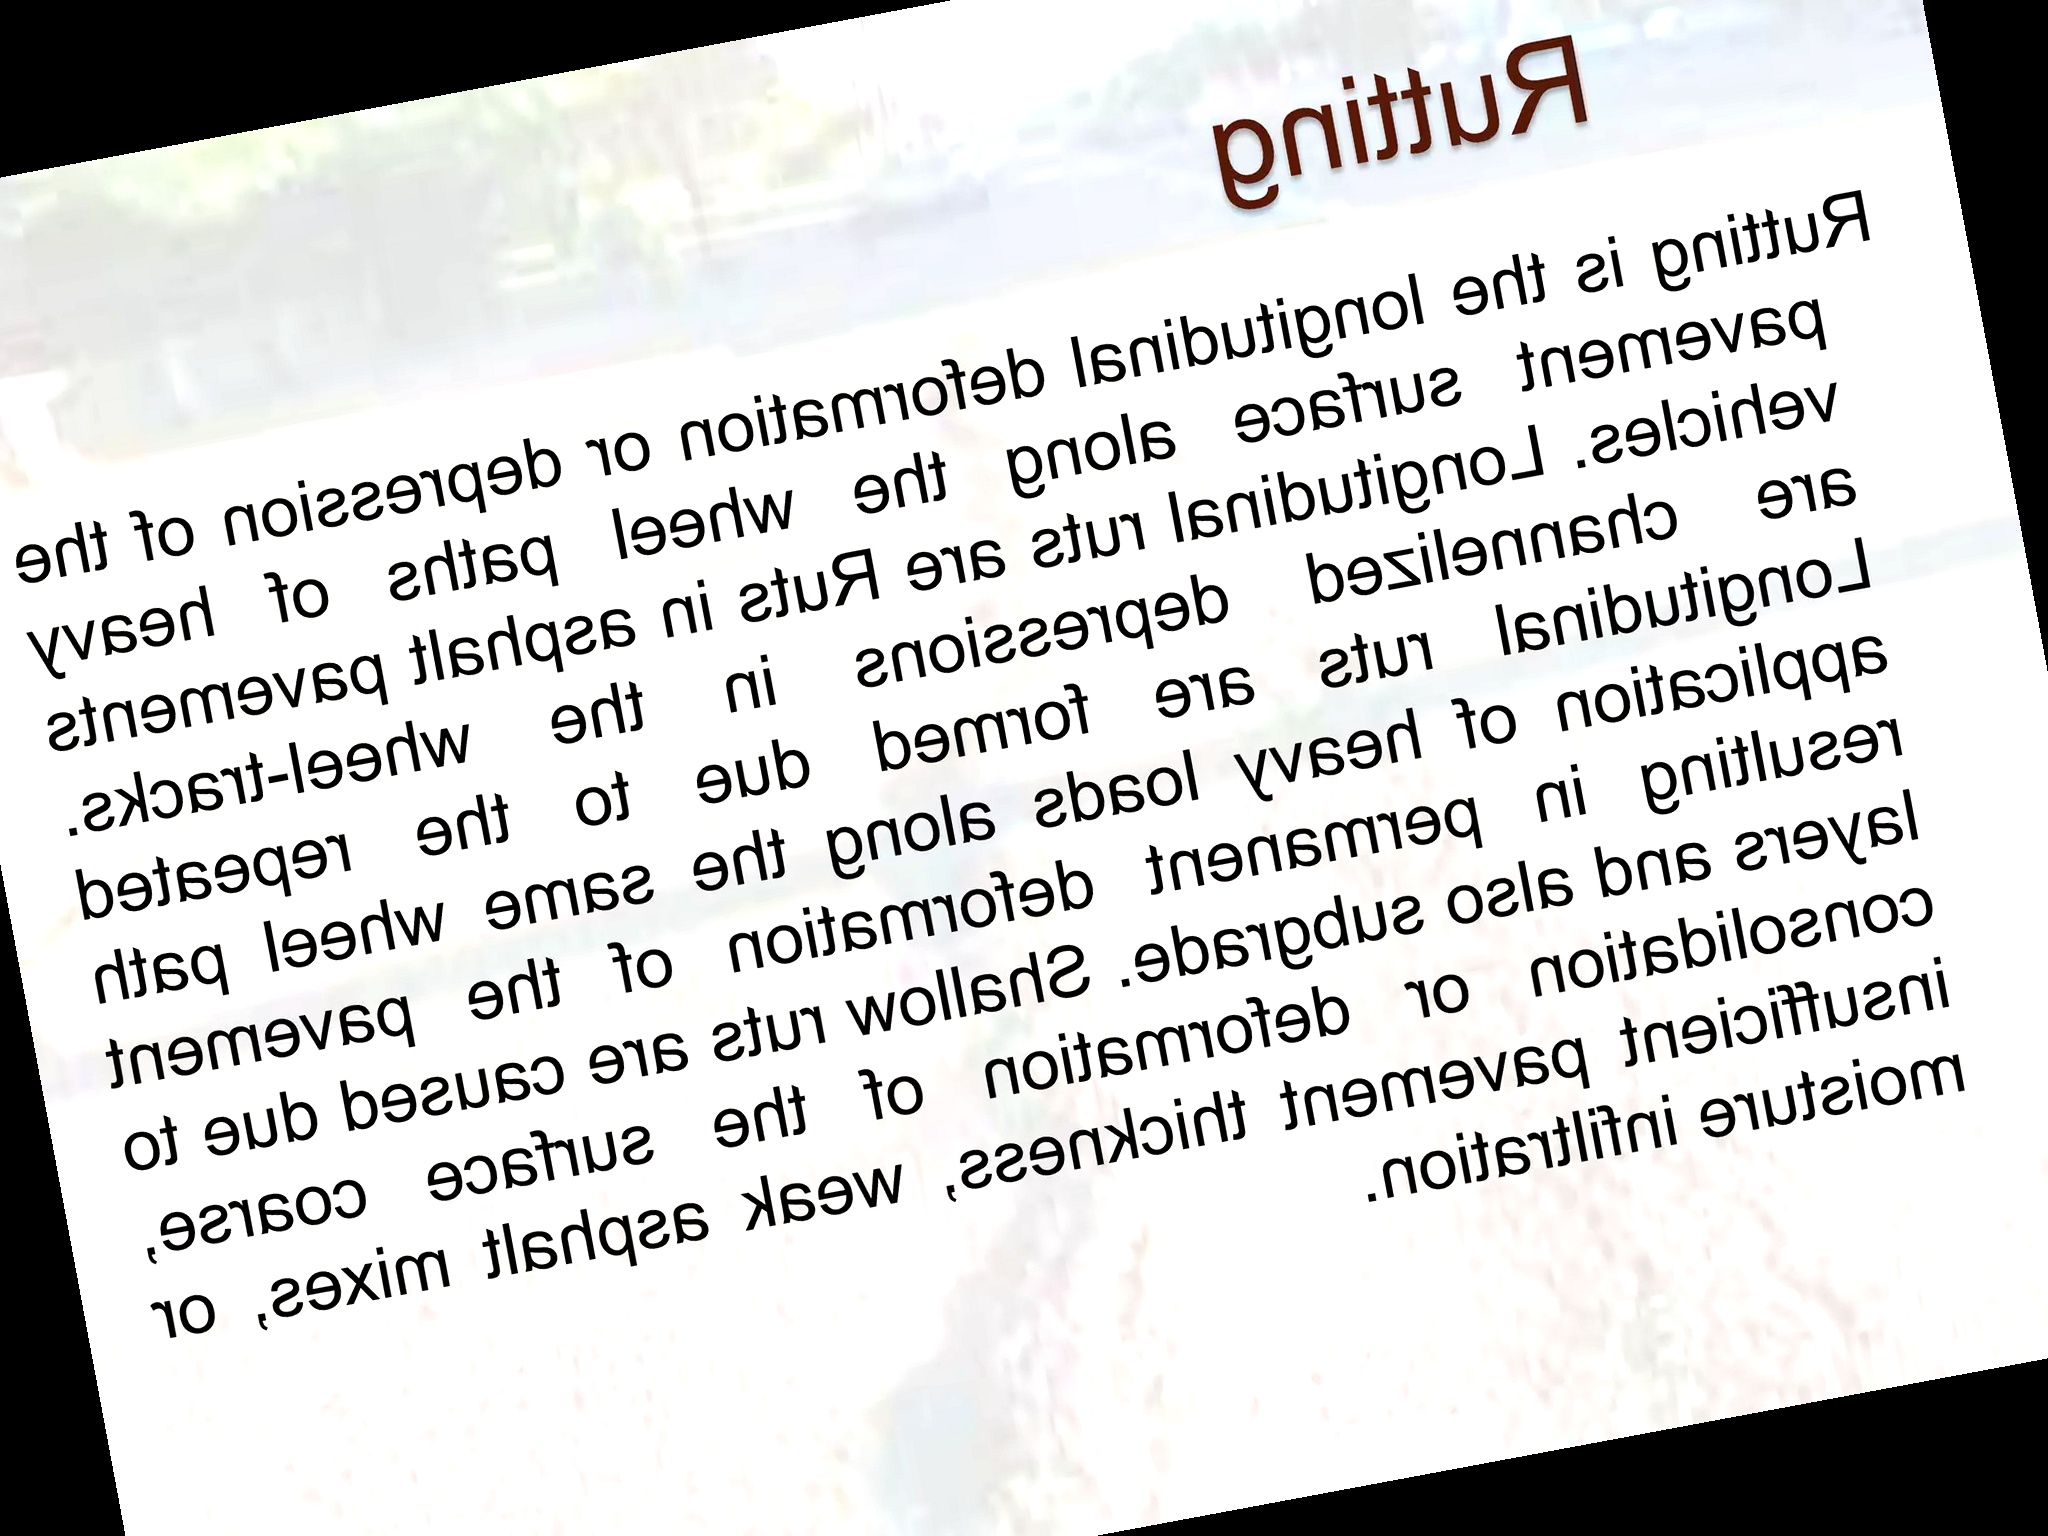 Rutting
Rutting is the longitudinal deformation or depression of the
pavement surface along the wheel paths of heavy
vehicles. Longitudinal ruts are Ruts in asphalt pavements
are channelized depressions in the wheel-tracks.
Longitudinal ruts are formed due to the repeated
application of heavy loads along the same wheel path
resulting in permanent deformation of the pavement
layers and also subgrade. Shallow ruts are caused due to
consolidation or deformation of the surface coarse,
insufficient pavement thickness, weak asphalt mixes, or
moisture infiltration.